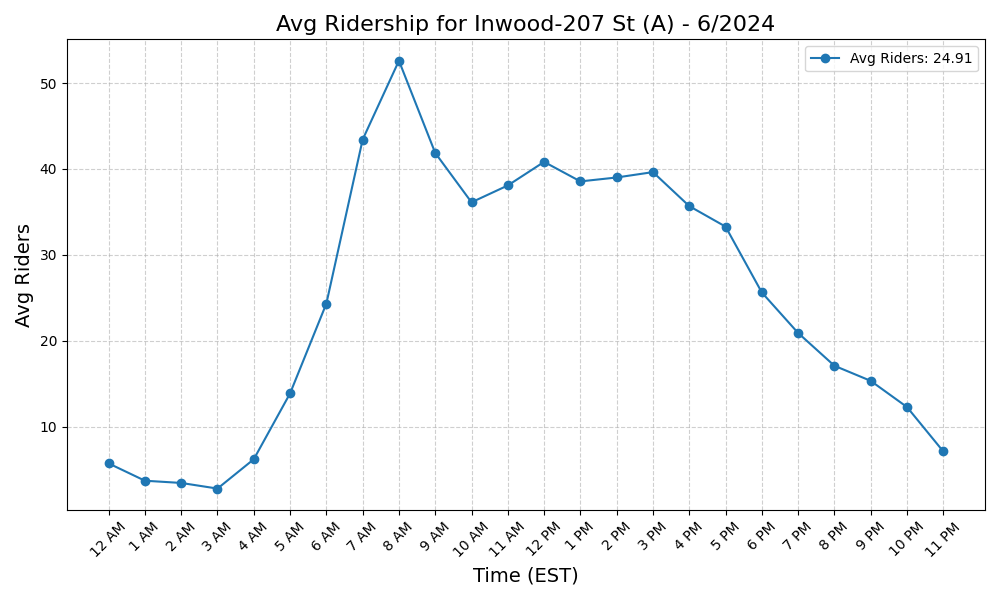 Avg Ridership for Inwood-207 St (A) - 6/2024
Avg Riders: 24.91
Avg Riders
50
40
30
20
10
12 AM
1 AM
2 AM
3 AM
4 AM
5 AM
6 AM
7 AM
8 AM
9 AM
10 AM
11 AM
12 PM
1 PM
2 PM
3 PM
4 PM
5 PM
6 PM
7 PM
8 PM
9 PM
10 PM
11 PM
Time (EST)